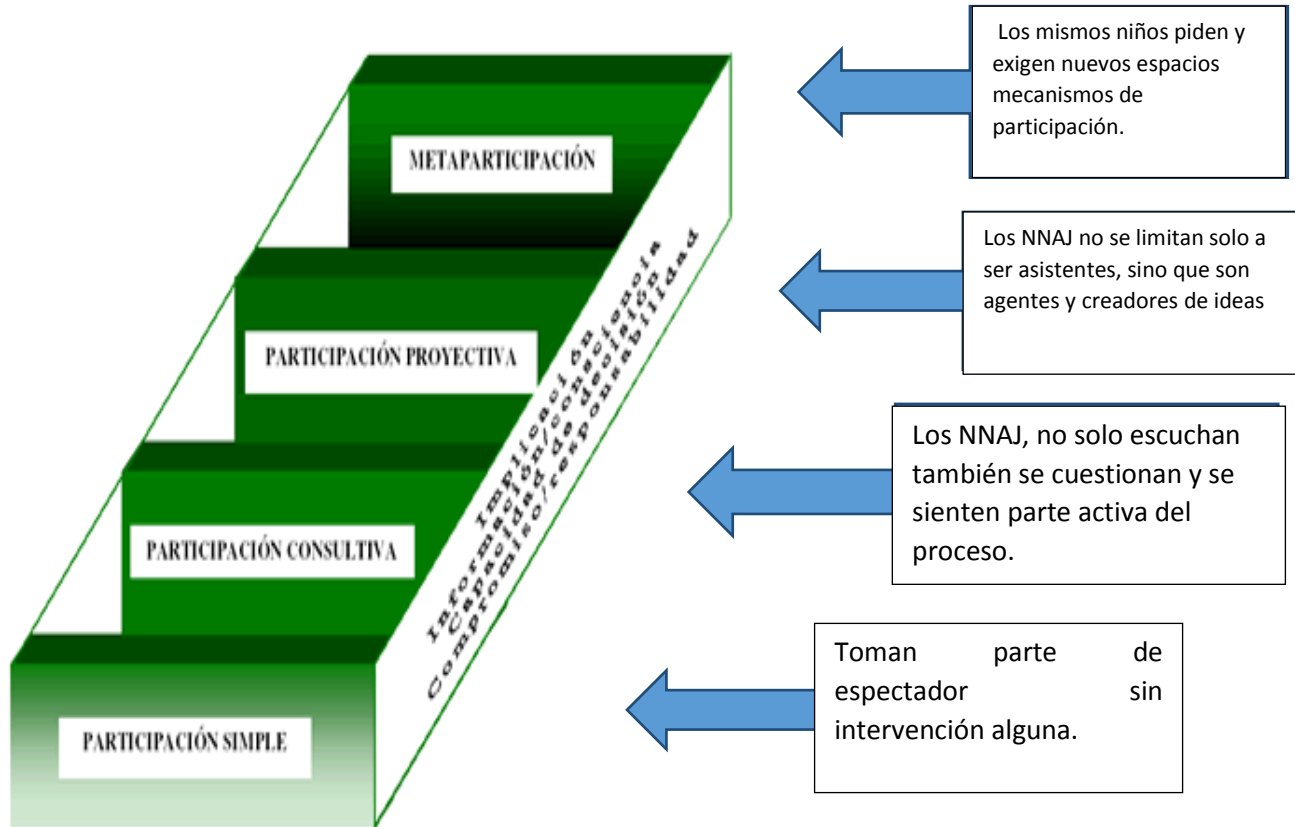 Los mismos niños piden y
exigen nuevos espacios
mecanismos de
participación.
METAPARTICIPACIÓN
Los NNAJ no se limitan solo a
ser asistentes, sino que son
agentes y creadores de ideas
PARTICIPACIÓN PROYECTIVA
Implicación
Información/consciencia
Capacidad de decisión
Compromiso/responsabilidad
Los NNAJ, no solo escuchan
también se cuestionan y se
sienten parte activa del
proceso.
PARTICIPACIÓN CONSULTIVA
Toman parte de
espectador sin
intervención alguna.
PARTICIPACIÓN SIMPLE